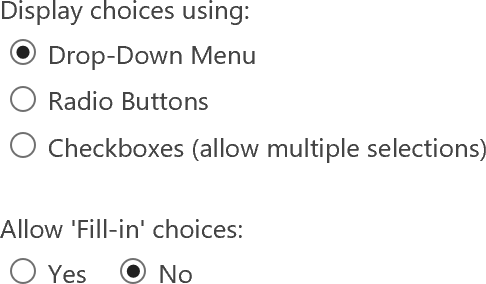 Display choices using:
Drop-Down Menu
Radio Buttons
Checkboxes (allow multiple selections)
Allow 'Fill-in' choices:
Yes No